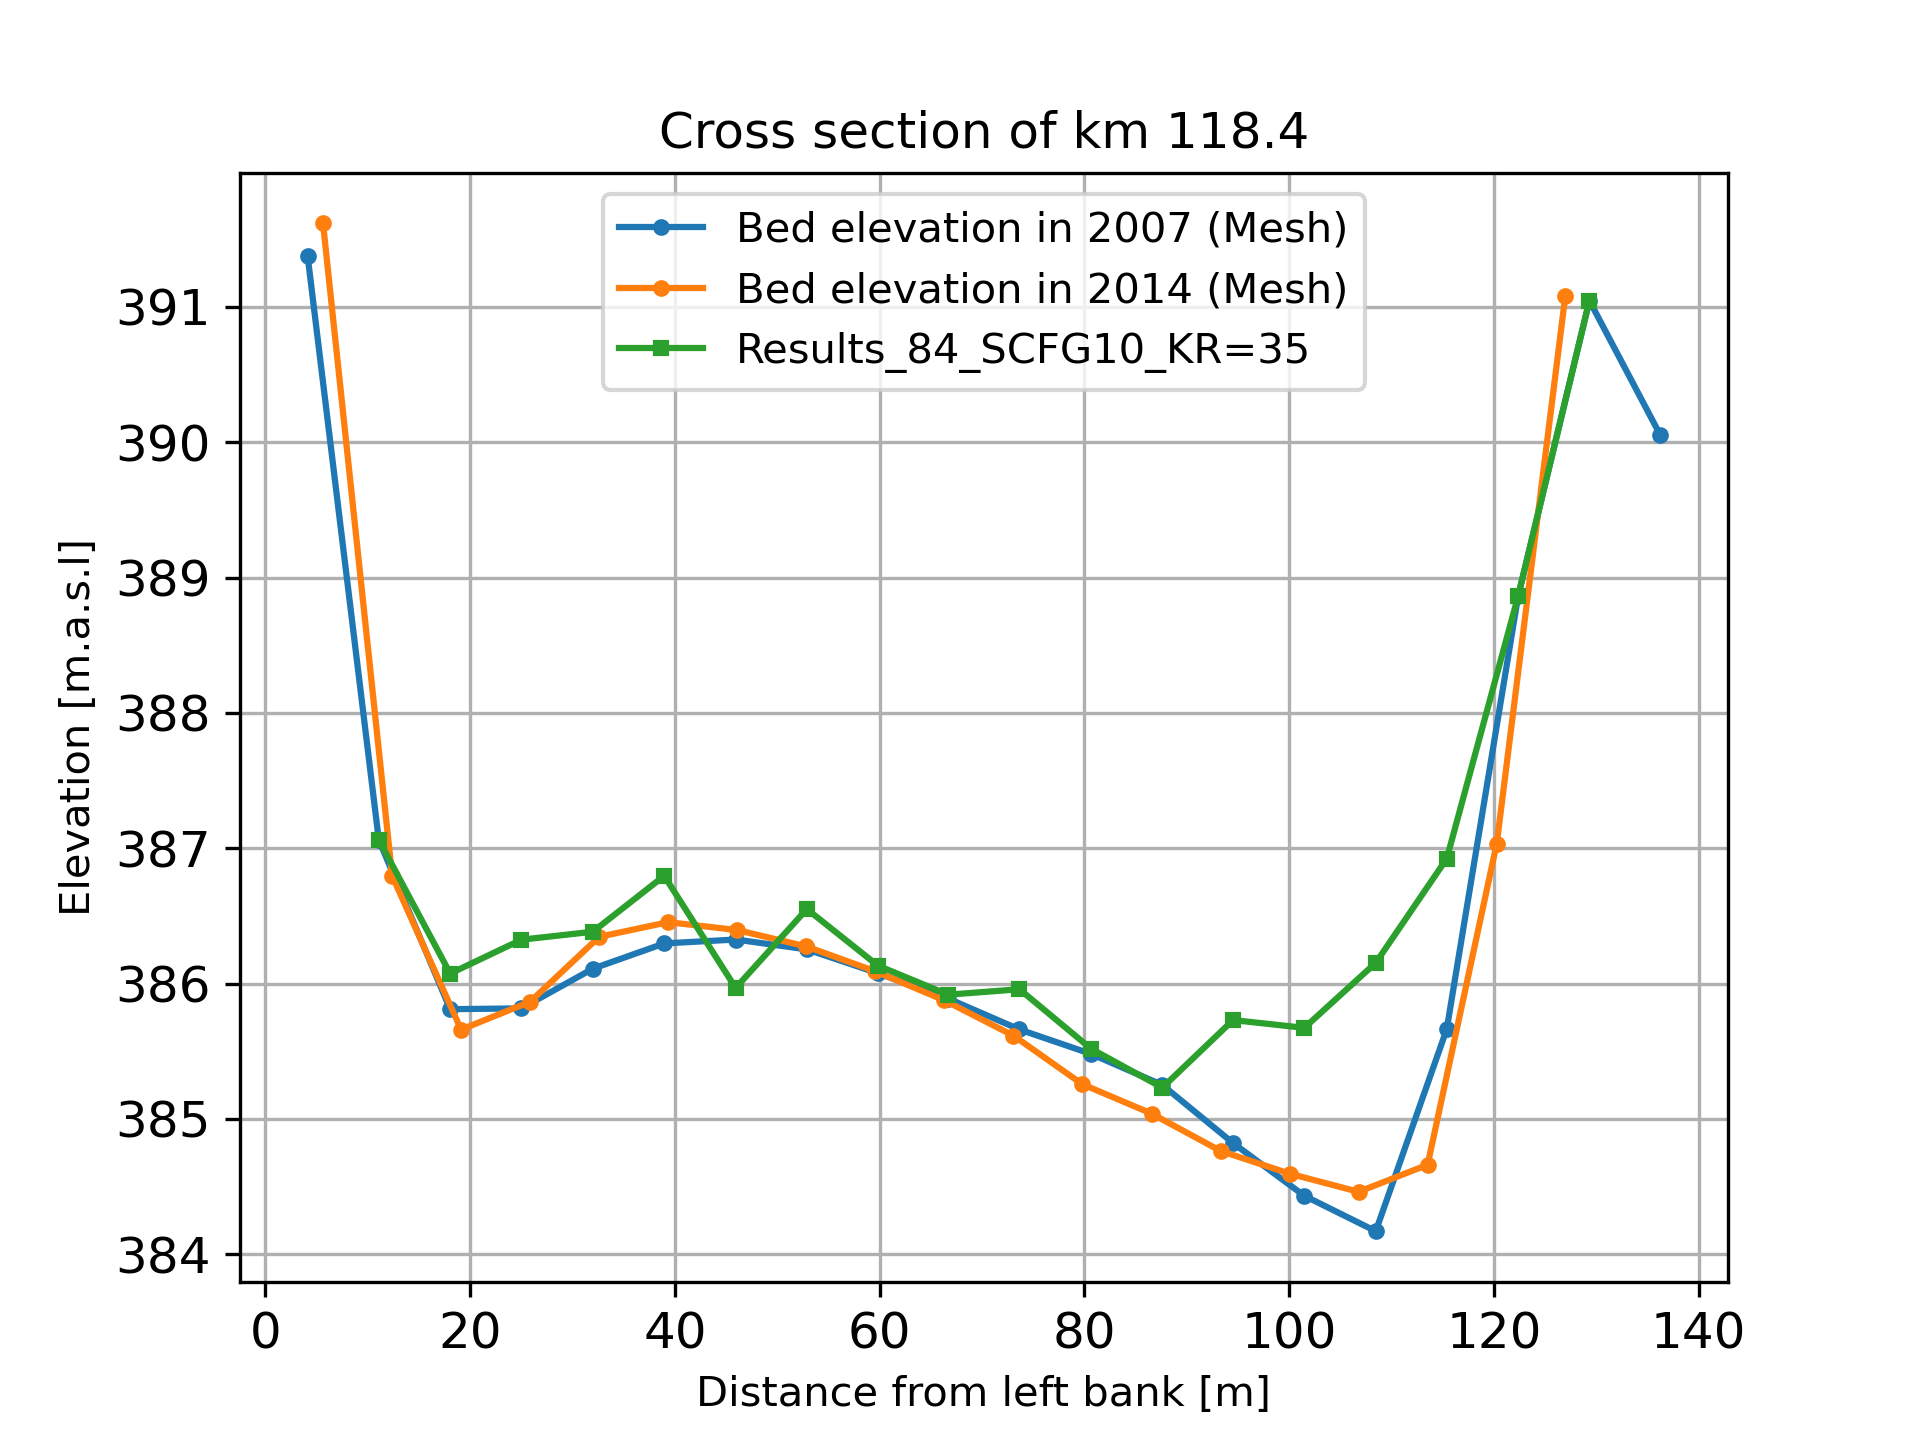 Cross section of km 118.4
Bed elevation in 2007 (Mesh)
Bed elevation in 2014 (Mesh)
Results_84_SCFG10_KR=35
Elevation [m.a.s.l]
391
390
389
388
387
386
385
384
0 20 40 60 80 100 120 140
Distance from left bank [m]